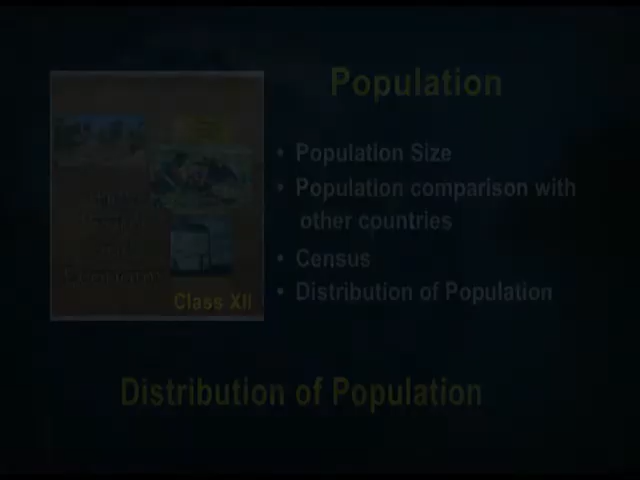 Population
• Population Size
• Population comparison with
other countries
• Census
• Distribution of Population
Class XII
Distribution of Population